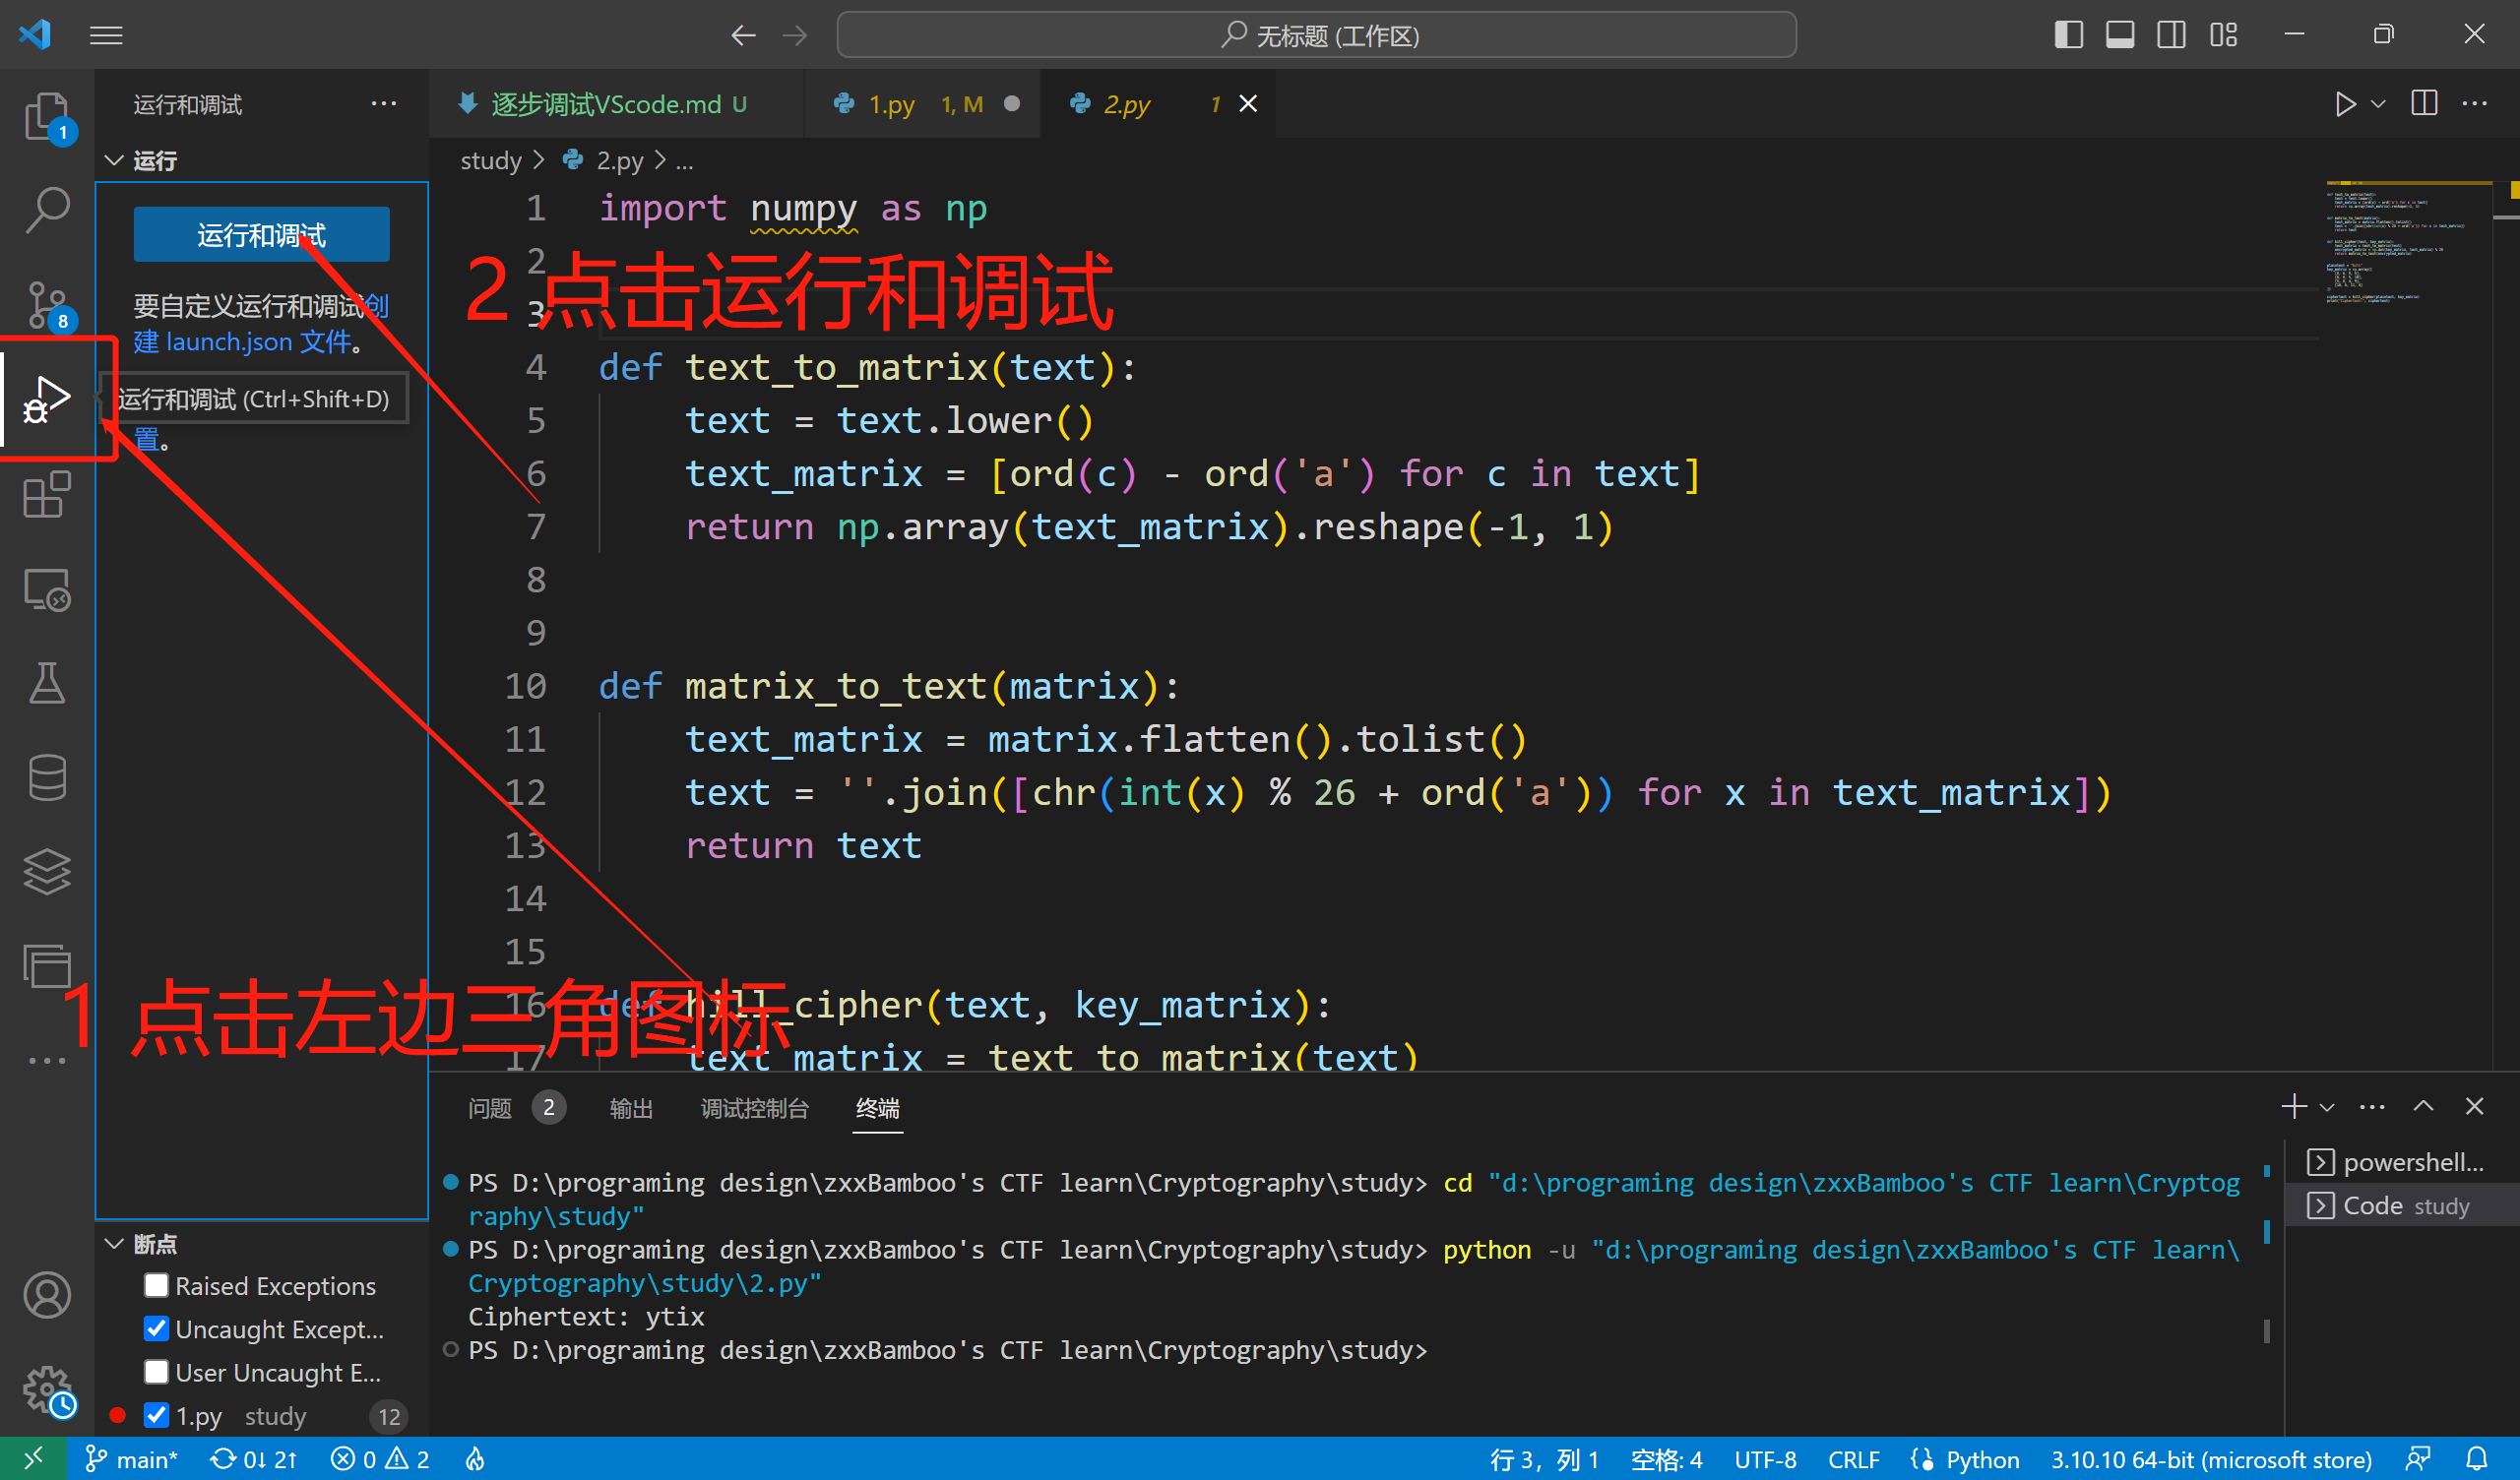 无标题 (工作区)
运行和调试
逐步调试VScode.md U
1.py 1, M
2.py 1
1
运行
study > 2.py > ...
运行和调试
要自定义运行和调试创
建 launch.json 文件。
运行和调试 (Ctrl+Shift+D)
置。
8
2 点击运行和调试
1 点击左边三角图标
1 import numpy as np
2
3
4 def text_to_matrix(text):
5 text = text.lower()
6 text_matrix = [ord(c) - ord('a') for c in text]
7 return np.array(text_matrix).reshape(-1, 1)
8
9
10 def matrix_to_text(matrix):
11 text_matrix = matrix.flatten().tolist()
12 text = ''.join([chr(int(x) % 26 + ord('a')) for x in text_matrix])
13 return text
14
15
16 def hill_cipher(text, key_matrix):
17 text_matrix = text_to_matrix(text)
问题 2 输出 调试控制台 终端
PS D:\programing design\zxxBamboo's CTF learn\Cryptography\study> cd "d:\programing design\zxxBamboo's CTF learn\Cryptog
raphy\study"
PS D:\programing design\zxxBamboo's CTF learn\Cryptography\study> python -u "d:\programing design\zxxBamboo's CTF learn\
Cryptography\study\2.py"
Ciphertext: ytix
PS D:\programing design\zxxBamboo's CTF learn\Cryptography\study>
powershell...
Code study
断点
Raised Exceptions
Uncaught Except...
User Uncaught E...
1.py study 12
main* 0↓ 2↑ 0 2
行 3，列 1 空格: 4 UTF-8 CRLF Python 3.10.10 64-bit (microsoft store)